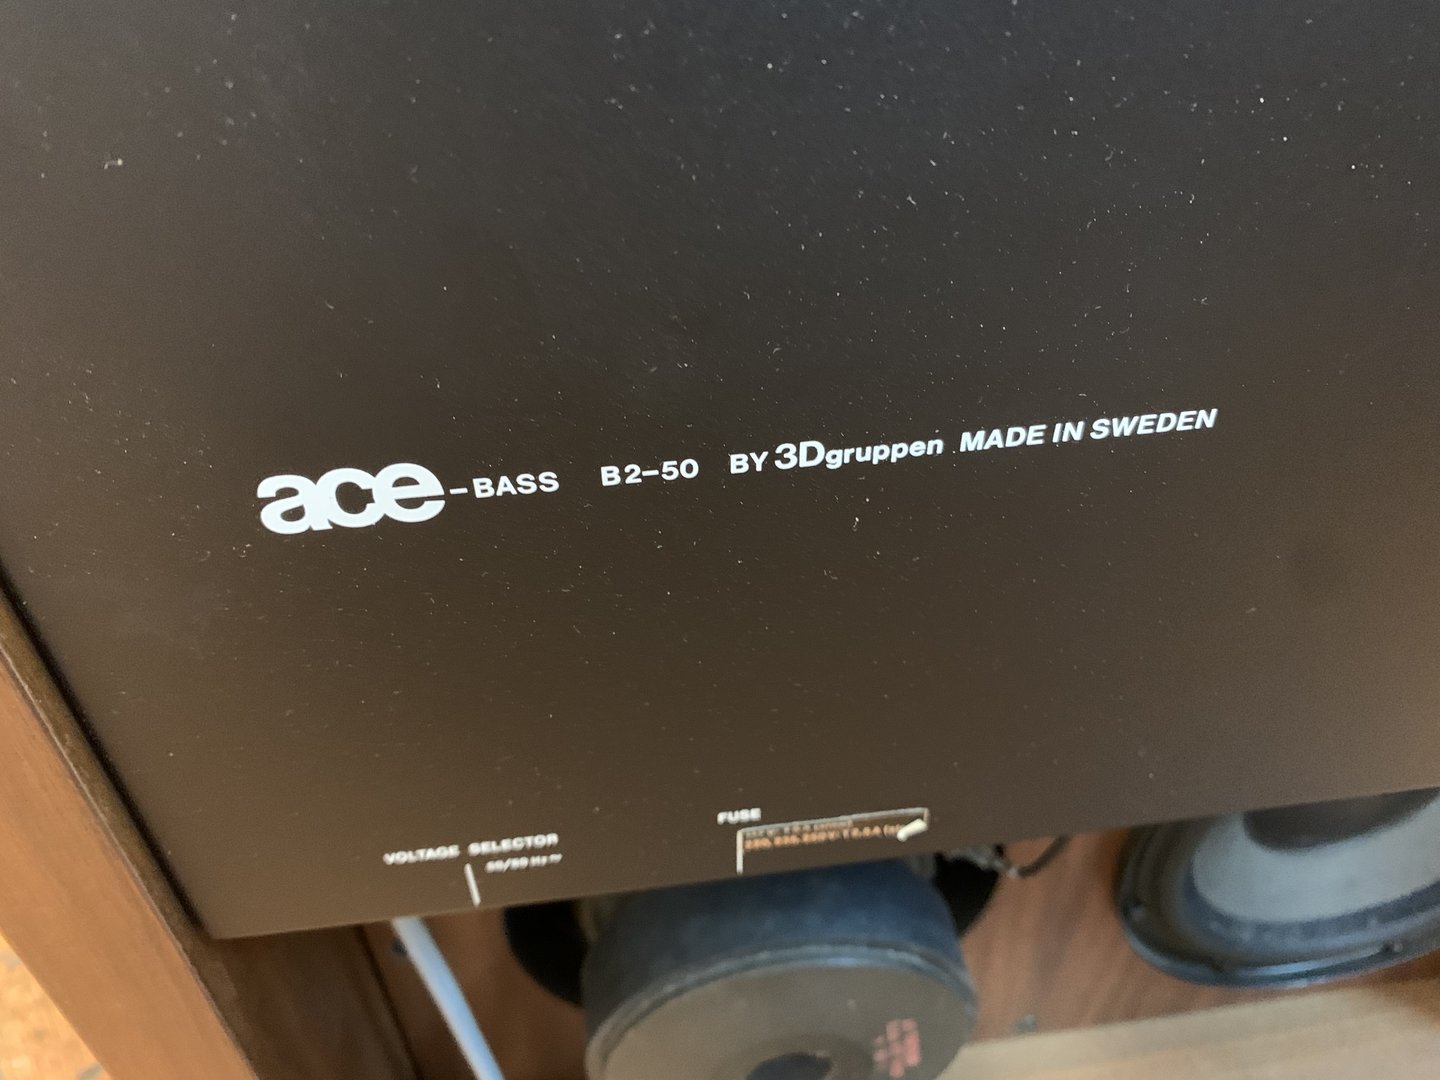 ace-BASS B2-50 BY 3Dgruppen MADE IN SWEDEN
VOLTAGE SELECTOR
FUSE